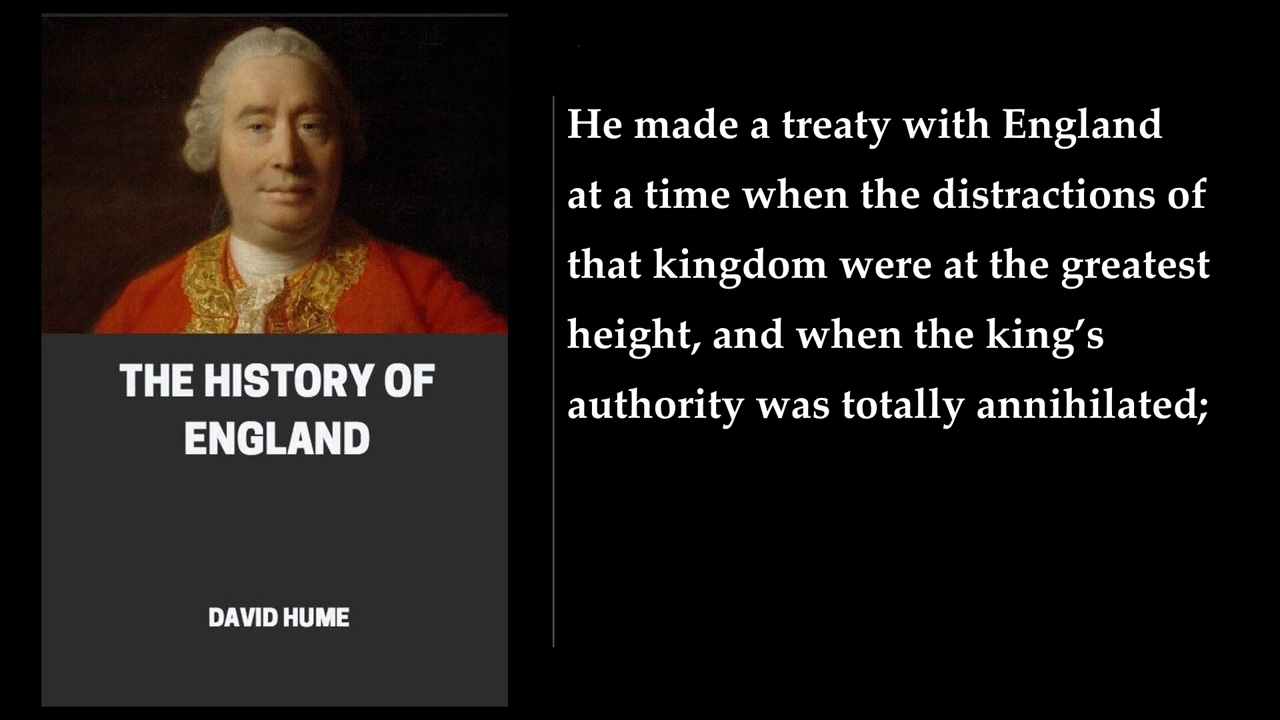 THE HISTORY OF
ENGLAND
DAVID HUME
He made a treaty with England
at a time when the distractions of
that kingdom were at the greatest
height, and when the king’s
authority was totally annihilated;